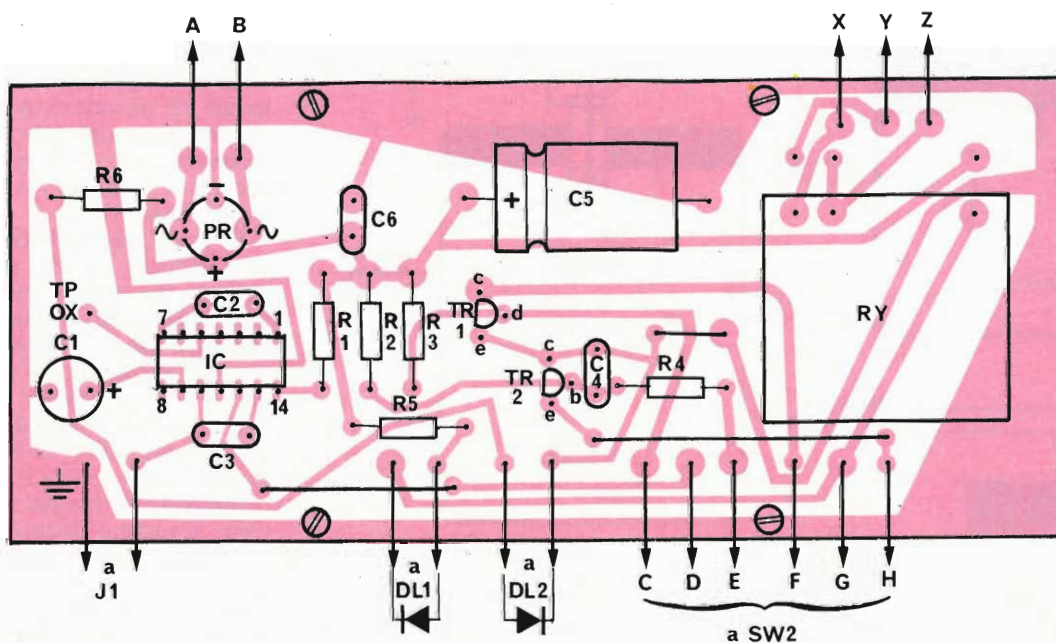 A B
X Y Z
R6
PR
C6
+ C5
TP
OX
C2
7 1
c
TR
1
d
e
R
1
R
2
R
3
RY
C1
IC
+
8 14
c
TR
2
b
e
C
4
R4
R5
C3
a
J1
a
DL1
a
DL2
C D E F G H
a SW2